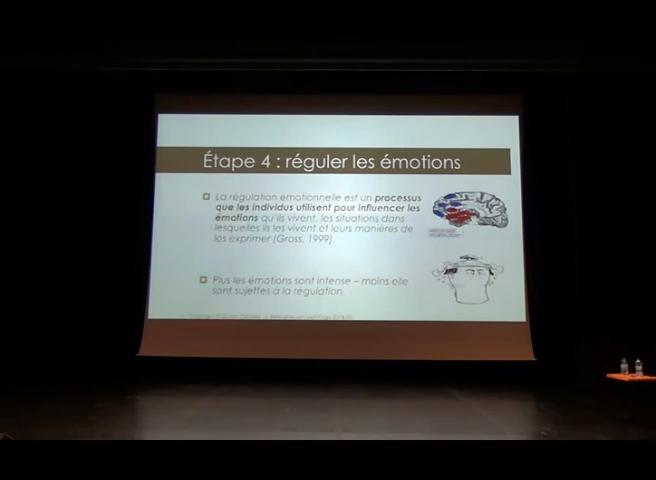 Étape 4 : réguler les émotions
La régulation émotionnelle est un processus
que les individus utilisent pour influencer les
émotions qu'ils vivent, les situations dans
lesquelles ils les vivent et leurs manières de
les exprimer (Gross, 1999).
Plus les émotions sont intense – moins elle
sont sujettes à la régulation.